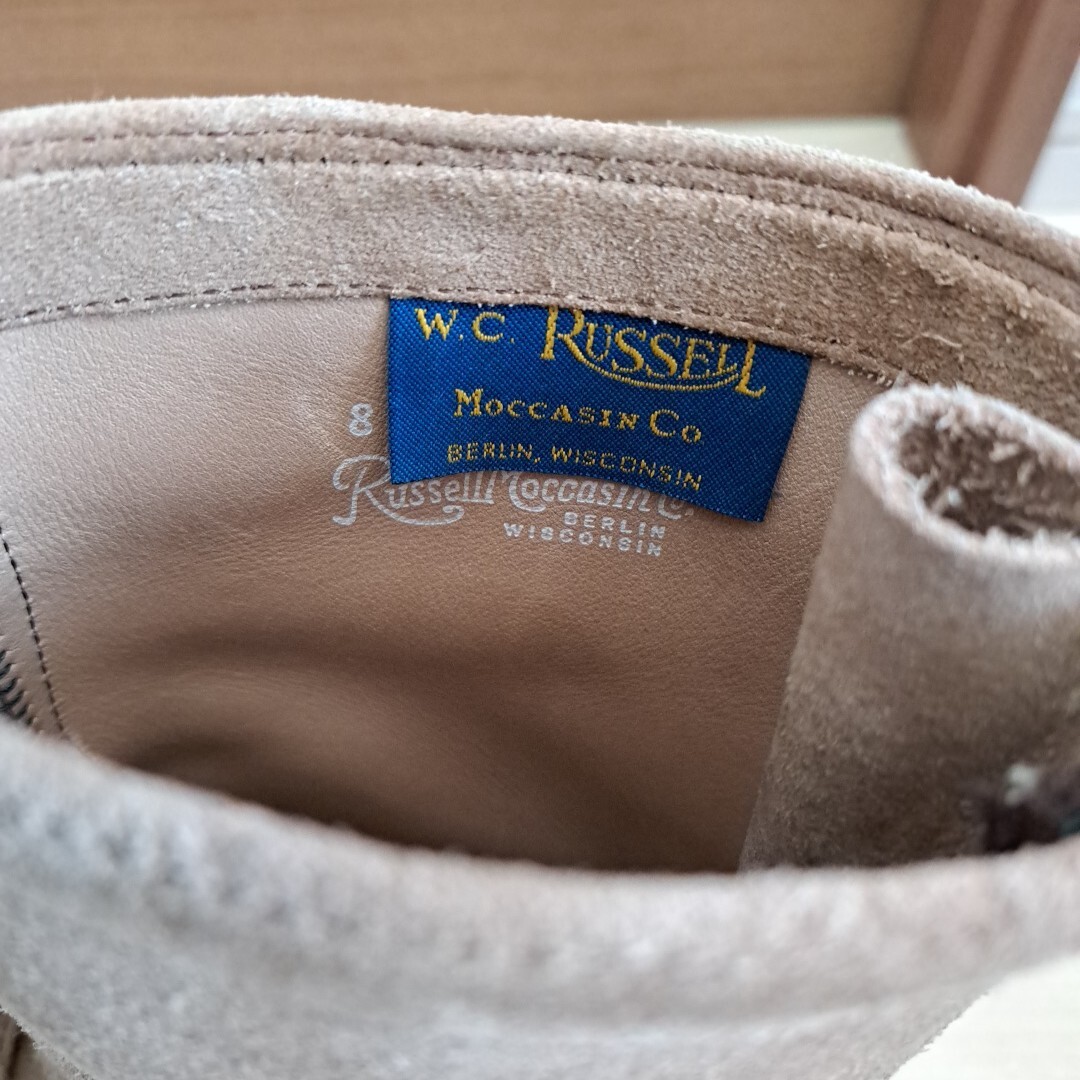 W.C. RUSSELL
MOCCASIN CO
BERLIN, WISCONSIN
8
Russell Moccasin Co.
BERLIN
WISCONSIN